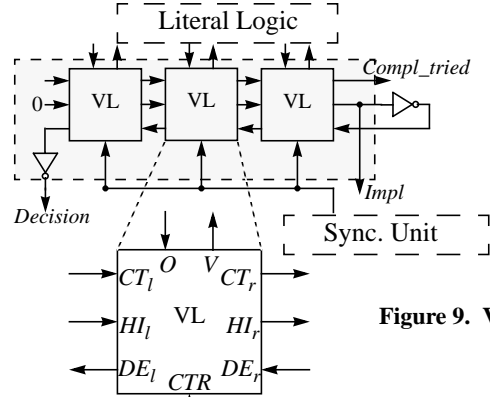 Literal Logic
Compl_tried
VL VL VL
0
Decision
Impl
Sync. Unit
O V
CT_l CT_r
HI_l VL HI_r
DE_l DE_r
CTR
Figure 9. V